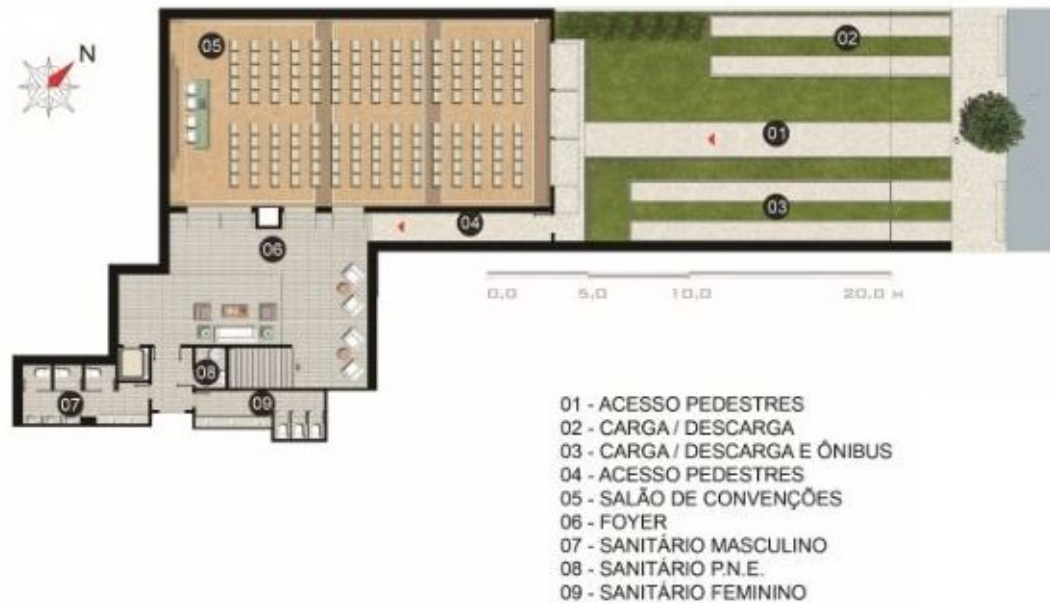 N
05
02
01
03
04
06
0,0 5,0 10,0 20,0 M
08
07
09
01 - ACESSO PEDESTRES
02 - CARGA / DESCARGA
03 - CARGA / DESCARGA E ÔNIBUS
04 - ACESSO PEDESTRES
05 - SALÃO DE CONVENÇÕES
06 - FOYER
07 - SANITÁRIO MASCULINO
08 - SANITÁRIO P.N.E.
09 - SANITÁRIO FEMININO